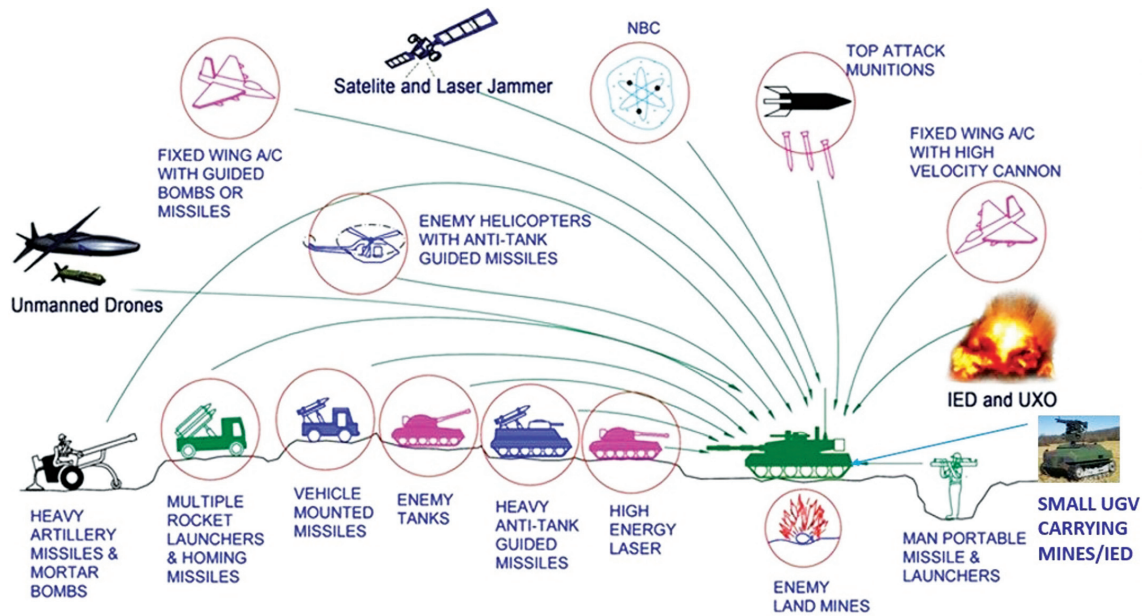 NBC
TOP ATTACK
MUNITIONS
Satelite and Laser Jammer
FIXED WING A/C
WITH GUIDED
BOMBS OR
MISSILES
FIXED WING A/C
WITH HIGH
VELOCITY CANNON
ENEMY HELICOPTERS
WITH ANTI-TANK
GUIDED MISSILES
Unmanned Drones
IED and UXO
HEAVY
ARTILLERY
MISSILES &
MORTAR
BOMBS
MULTIPLE
ROCKET
LAUNCHERS
& HOMING
MISSILES
VEHICLE
MOUNTED
MISSILES
ENEMY
TANKS
HEAVY
ANTI-TANK
GUIDED
MISSILES
HIGH
ENERGY
LASER
ENEMY
LAND MINES
MAN PORTABLE
MISSILE &
LAUNCHERS
SMALL UGV
CARRYING
MINES/IED